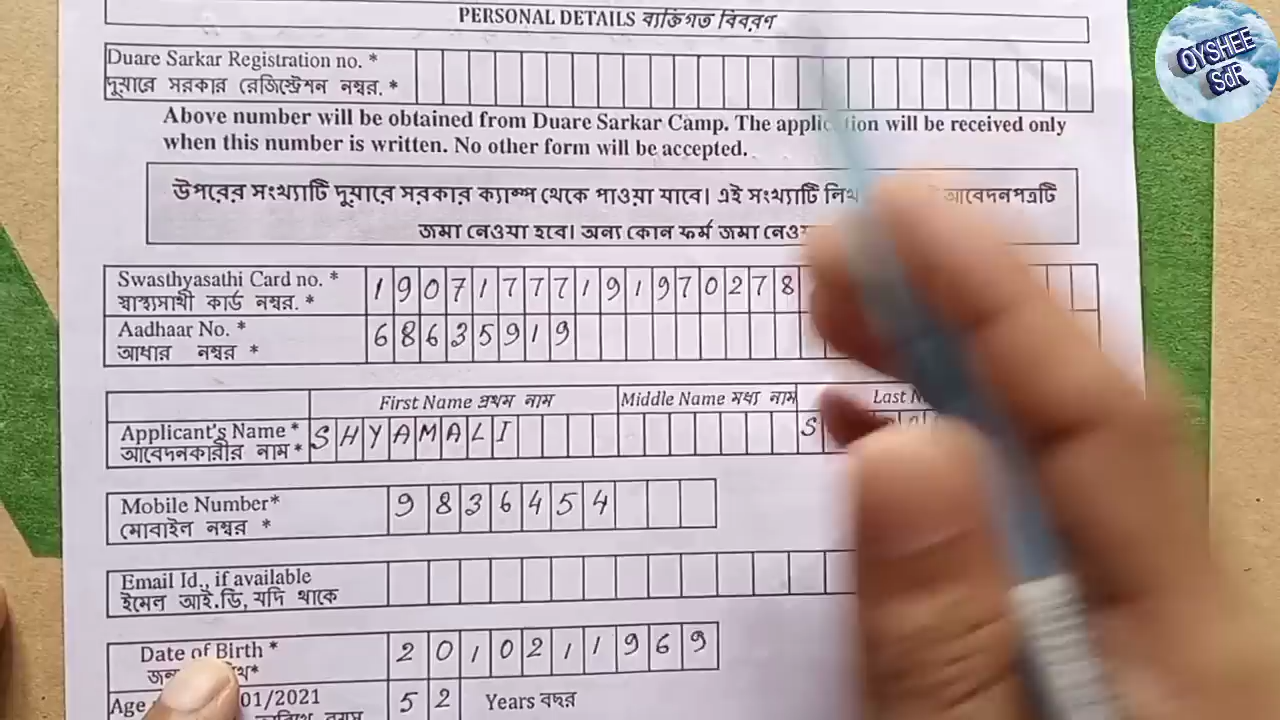 PERSONAL DETAILS ব্যক্তিগত বিবরণ
OYSHEE
SdR
Duare Sarkar Registration no. *
দুয়ারে সরকার রেজিস্ট্রেশন নম্বর. *
Above number will be obtained from Duare Sarkar Camp. The will be received only
when this number is written. No other form will be accepted.
উপরের সংখ্যাটি দুয়ারে সরকার ক্যাম্প থেকে পাওয়া যাবে। এই সংখ্যাটি আবেদনপত্রটি
জমা নেওয়া হবে। অন্য কোন ফর্ম জমা
Swasthyasathi Card no. * 19071777191970278
স্বাস্থ্যসাথী কার্ড নম্বর. *
Aadhaar No. * 68635919
আধার নম্বর *
First Name প্রথম নাম Middle Name মধ্য নাম Last
Applicant's Name * SHYAMALI
আবেদনকারীর নাম *
Mobile Number* 9836454
মোবাইল নম্বর *
Email Id., if available
ইমেল আই.ডি, যদি থাকে
Date of Birth * 20 / 02 / 1969
Age 01/2021 52 Years বছর